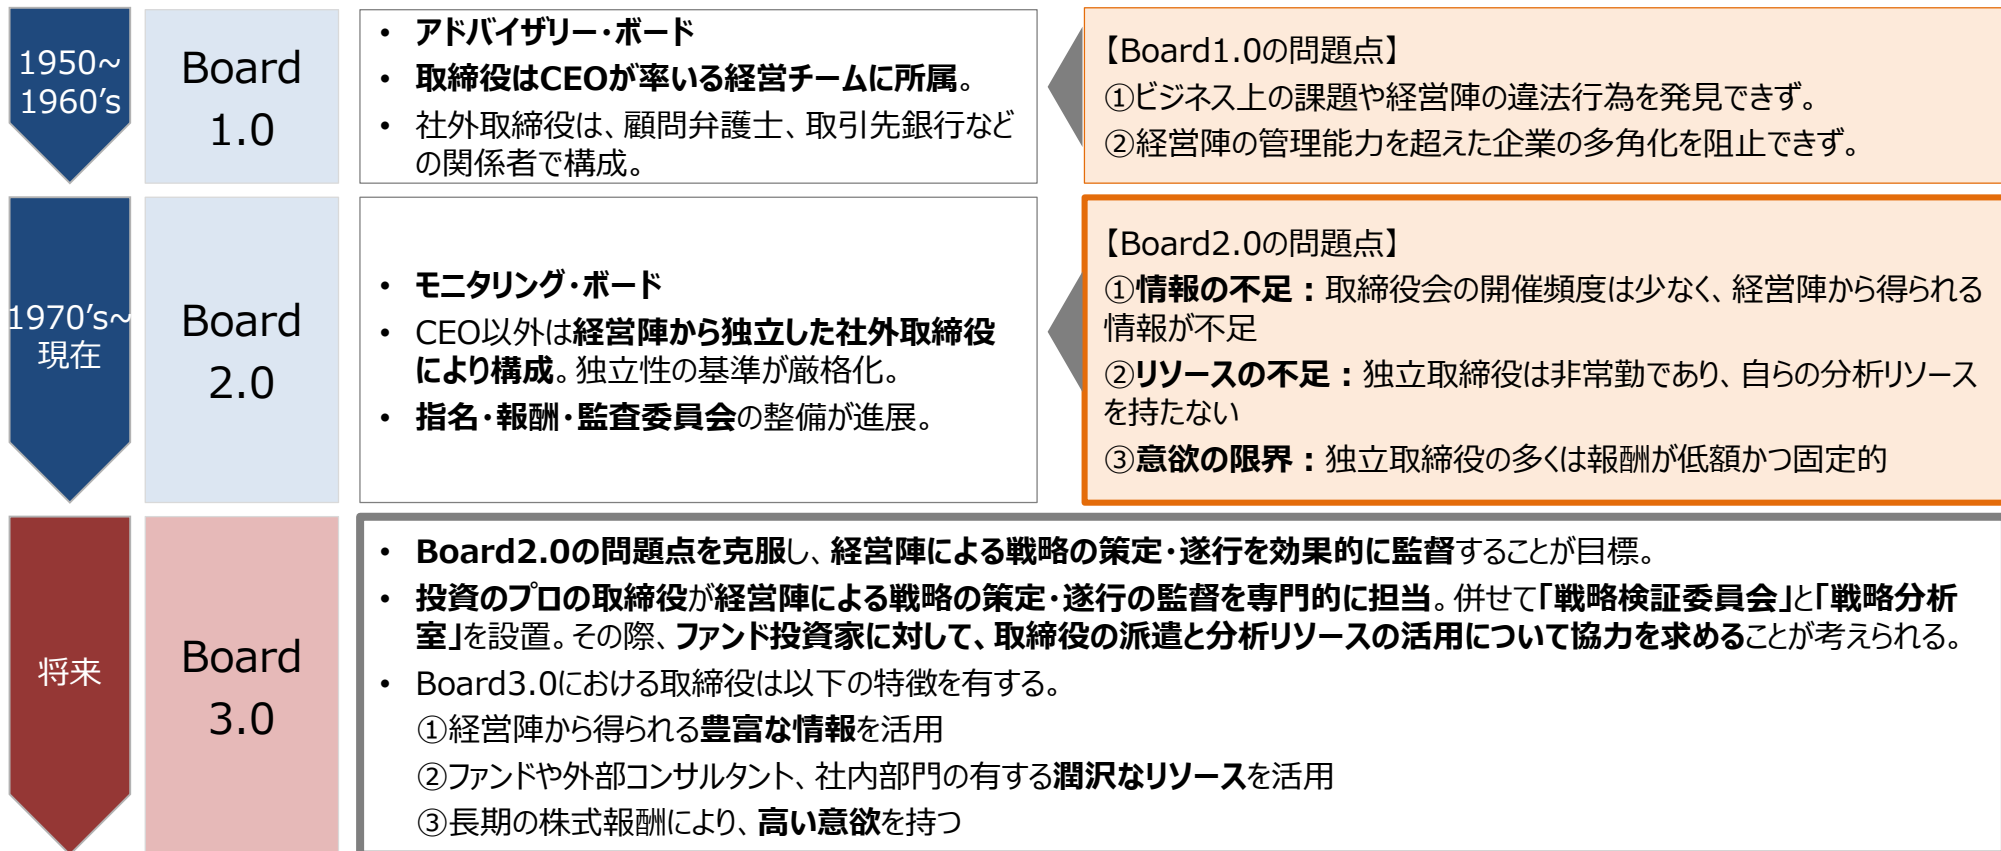 1950~
1960’s
Board
1.0
• アドバイザリー・ボード
• 取締役はCEOが率いる経営チームに所属。
• 社外取締役は、顧問弁護士、取引先銀行など
の関係者で構成。
【Board1.0の問題点】
①ビジネス上の課題や経営陣の違法行為を発見できず。
②経営陣の管理能力を超えた企業の多角化を阻止できず。
1970’s~
現在
Board
2.0
• モニタリング・ボード
• CEO以外は経営陣から独立した社外取締役
により構成。独立性の基準が厳格化。
• 指名・報酬・監査委員会の整備が進展。
【Board2.0の問題点】
①情報の不足：取締役会の開催頻度は少なく、経営陣から得られる
情報が不足
②リソースの不足：独立取締役は非常勤であり、自らの分析リソース
を持たない
③意欲の限界：独立取締役の多くは報酬が低額かつ固定的
将来
Board
3.0
• Board2.0の問題点を克服し、経営陣による戦略の策定・遂行を効果的に監督することが目標。
• 投資のプロの取締役が経営陣による戦略の策定・遂行の監督を専門的に担当。併せて「戦略検証委員会」と「戦略分析
室」を設置。その際、ファンド投資家に対して、取締役の派遣と分析リソースの活用について協力を求めることが考えられる。
• Board3.0における取締役は以下の特徴を有する。
①経営陣から得られる豊富な情報を活用
②ファンドや外部コンサルタント、社内部門の有する潤沢なリソースを活用
③長期の株式報酬により、高い意欲を持つ